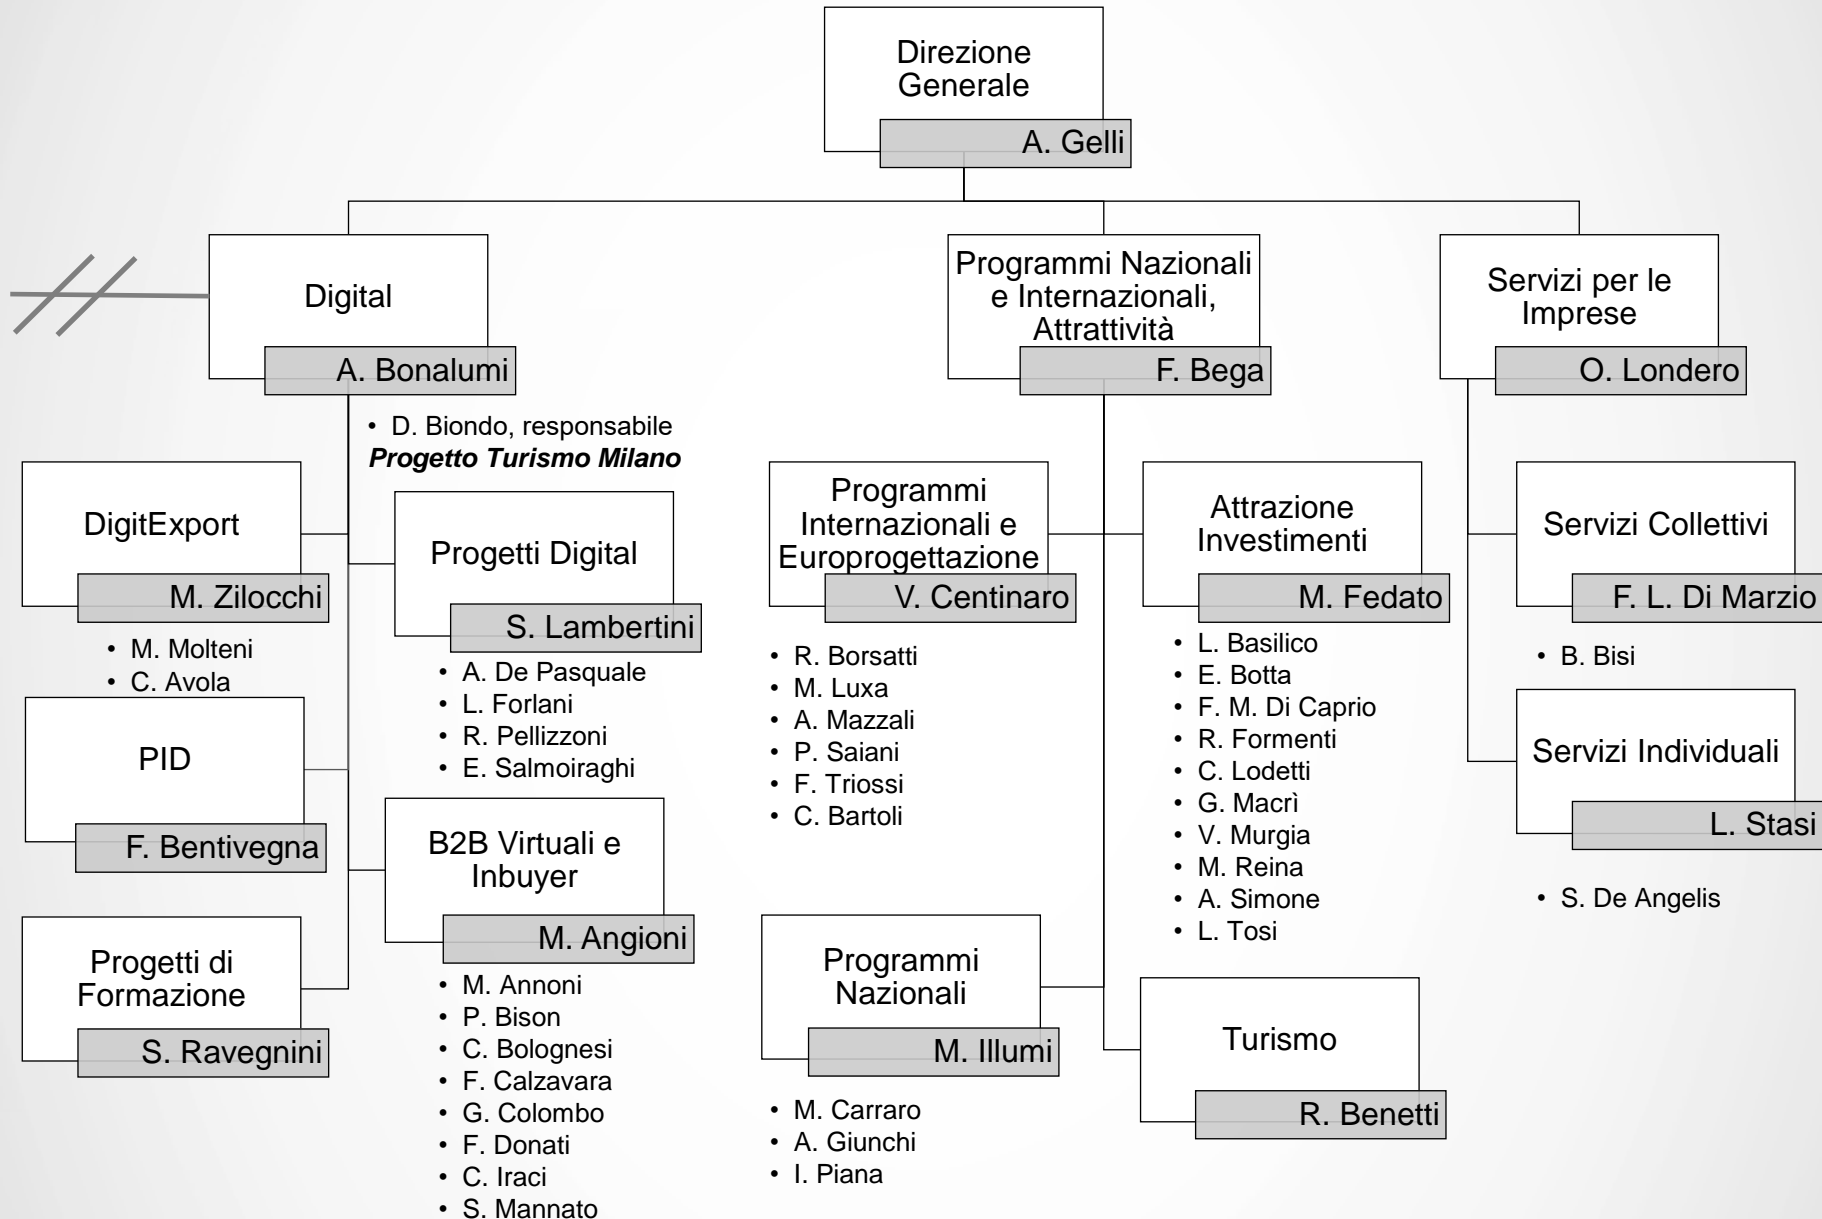 Direzione
Generale
A. Gelli
Digital
A. Bonalumi
• D. Biondo, responsabile
Progetto Turismo Milano
DigitExport
M. Zilocchi
• M. Molteni
• C. Avola
Progetti Digital
S. Lambertini
• A. De Pasquale
• L. Forlani
• R. Pellizzoni
• E. Salmoiraghi
PID
F. Bentivegna
B2B Virtuali e
Inbuyer
M. Angioni
• M. Annoni
• P. Bison
• C. Bolognesi
• F. Calzavara
• G. Colombo
• F. Donati
• C. Iraci
• S. Mannato
Progetti di
Formazione
S. Ravegnini
Programmi Nazionali
e Internazionali,
Attrattività
F. Bega
Programmi
Internazionali e
Europrogettazione
V. Centinaro
• R. Borsatti
• M. Luxa
• A. Mazzali
• P. Saiani
• F. Triossi
• C. Bartoli
Attrazione
Investimenti
M. Fedato
• L. Basilico
• E. Botta
• F. M. Di Caprio
• R. Formenti
• C. Lodetti
• G. Macrì
• V. Murgia
• M. Reina
• A. Simone
• L. Tosi
Programmi
Nazionali
M. Illumi
• M. Carraro
• A. Giunchi
• I. Piana
Turismo
R. Benetti
Servizi per le
Imprese
O. Londero
Servizi Collettivi
F. L. Di Marzio
• B. Bisi
Servizi Individuali
L. Stasi
• S. De Angelis